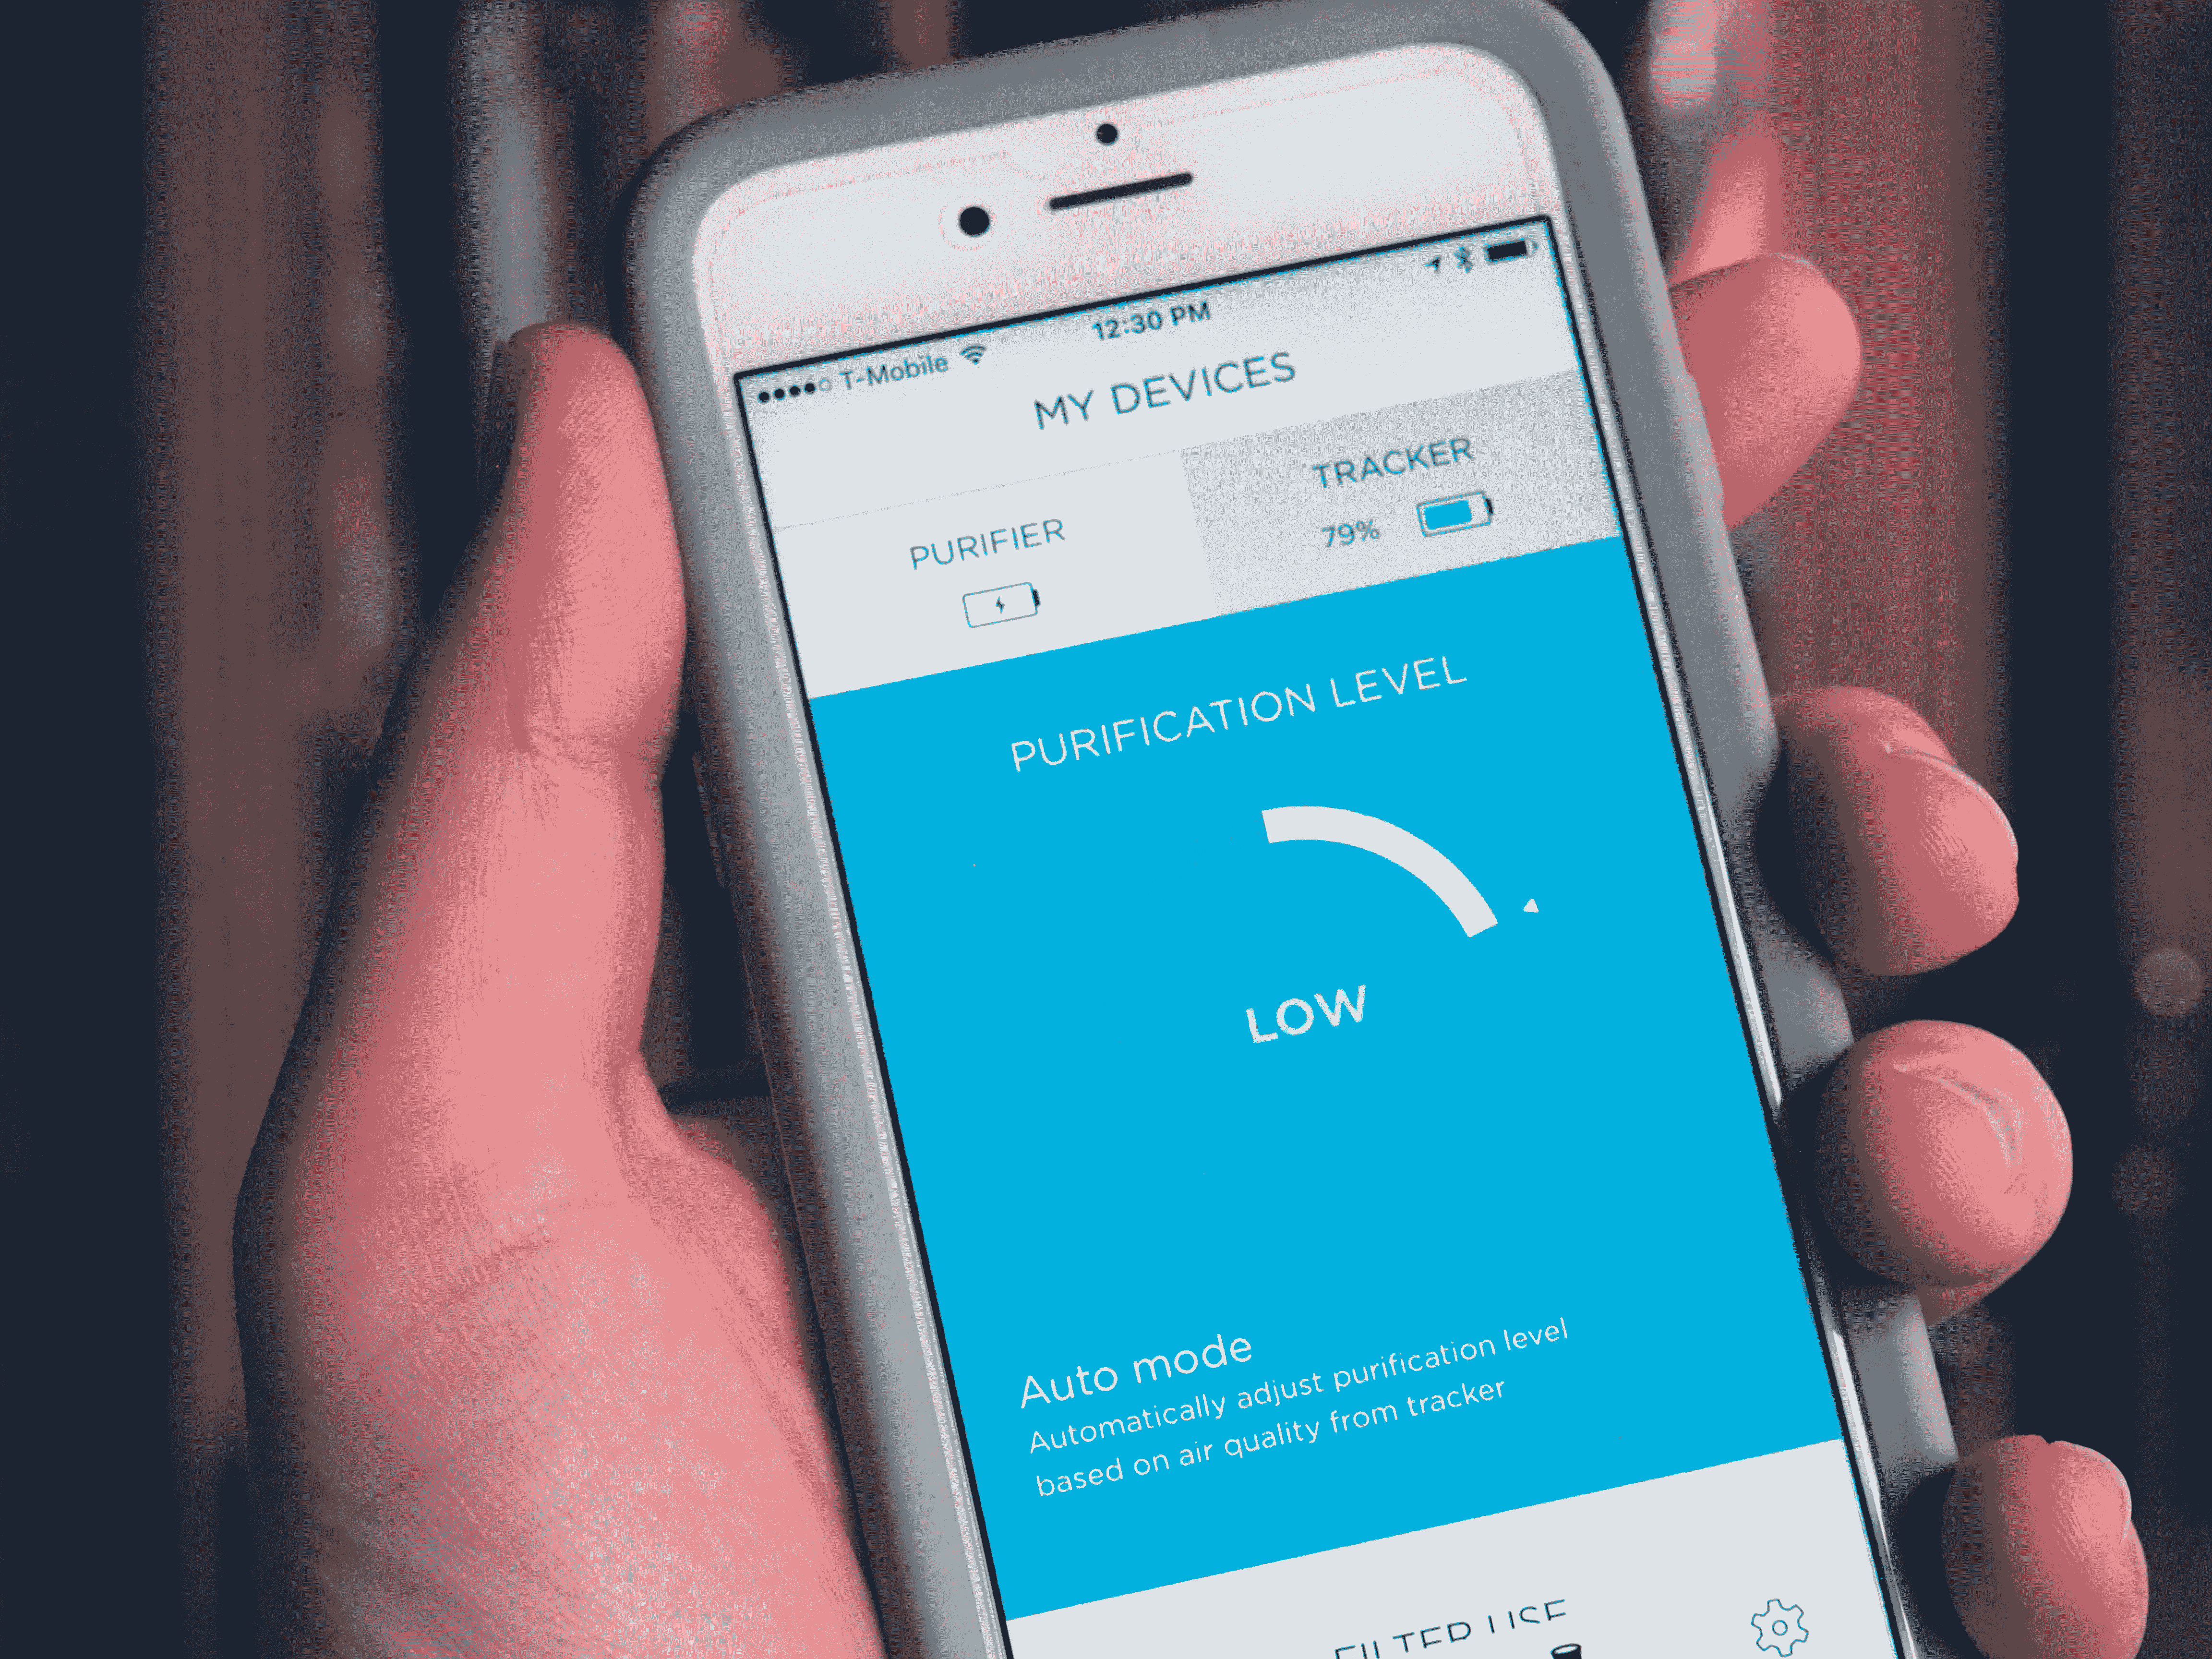 T-Mobile 12:30 PM
MY DEVICES
PURIFIER
TRACKER
79%
PURIFICATION LEVEL
LOW
Auto mode
Automatically adjust purification level
based on air quality from tracker
FILTER USE